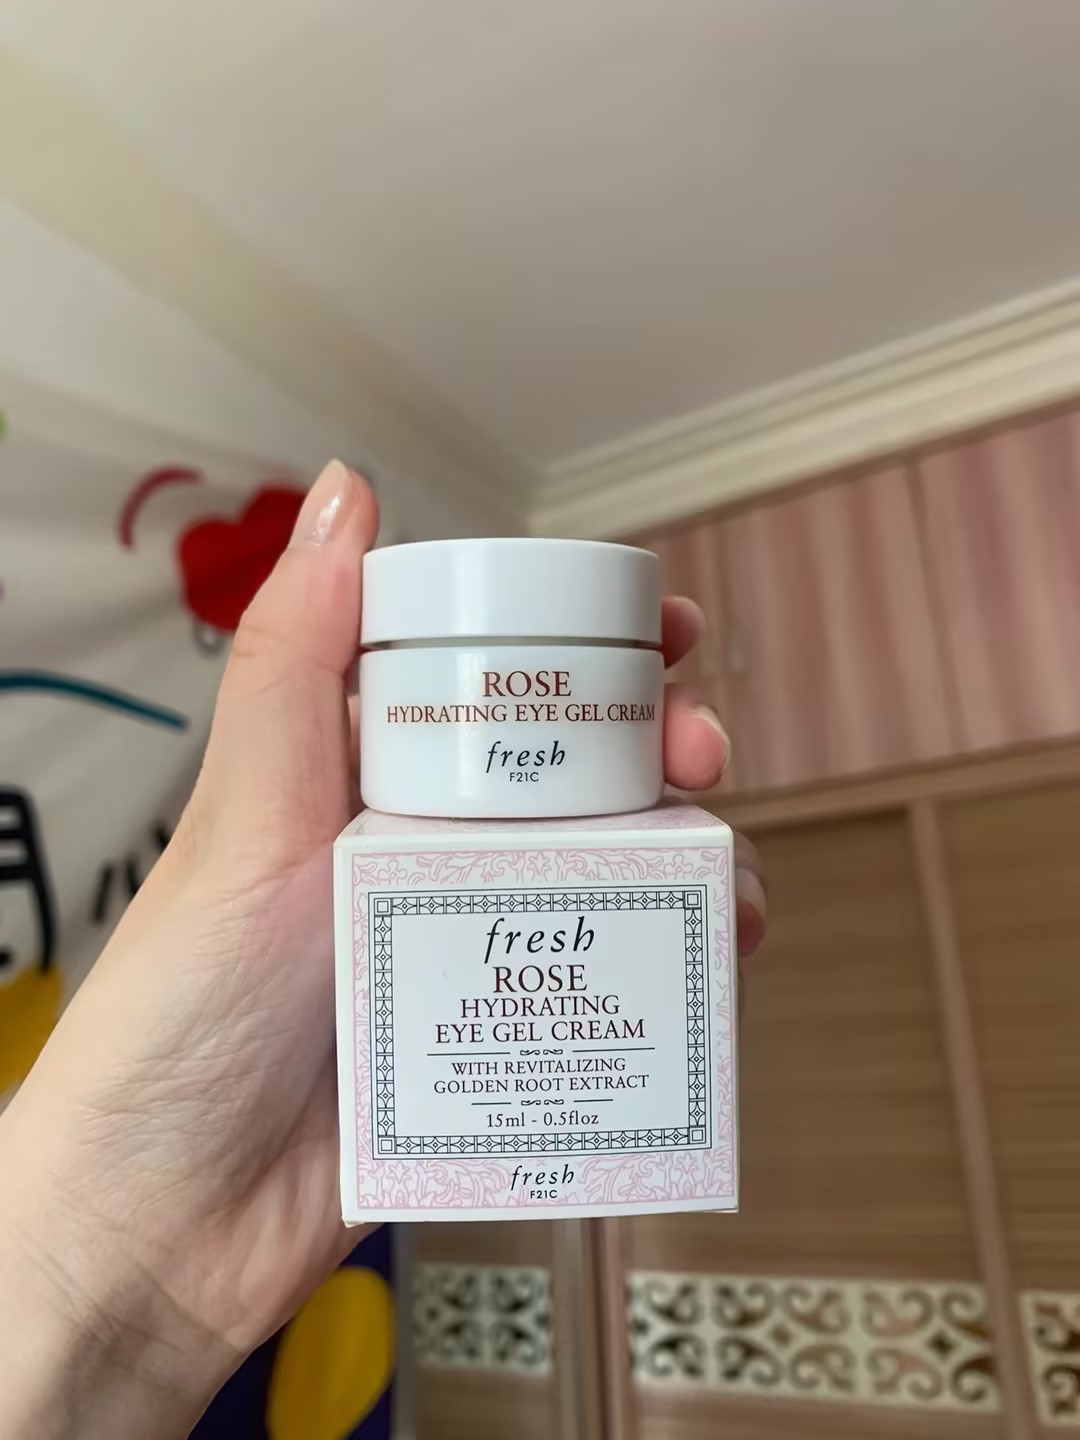 ROSE
HYDRATING EYE GEL CREAM
fresh
F21C
fresh
ROSE
HYDRATING
EYE GEL CREAM
WITH REVITALIZING
GOLDEN ROOT EXTRACT
15ml - 0.5floz
fresh
F21C